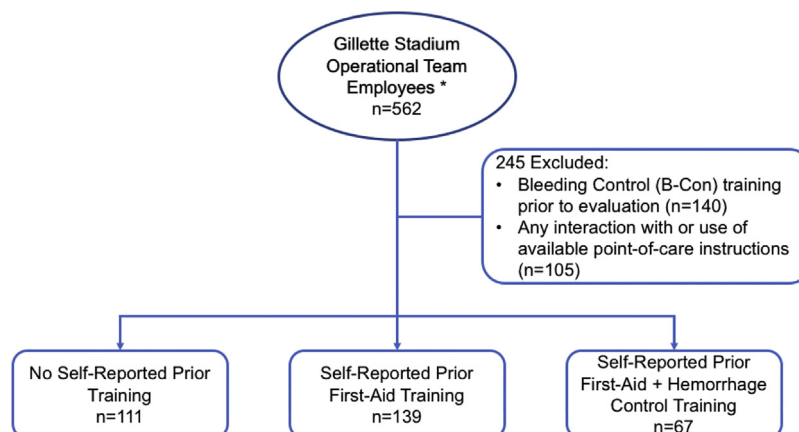 Gillette Stadium
Operational Team
Employees *
n=562
245 Excluded:
• Bleeding Control (B-Con) training
prior to evaluation (n=140)
• Any interaction with or use of
available point-of-care instructions
(n=105)
No Self-Reported Prior
Training
n=111
Self-Reported Prior
First-Aid Training
n=139
Self-Reported Prior
First-Aid + Hemorrhage
Control Training
n=67